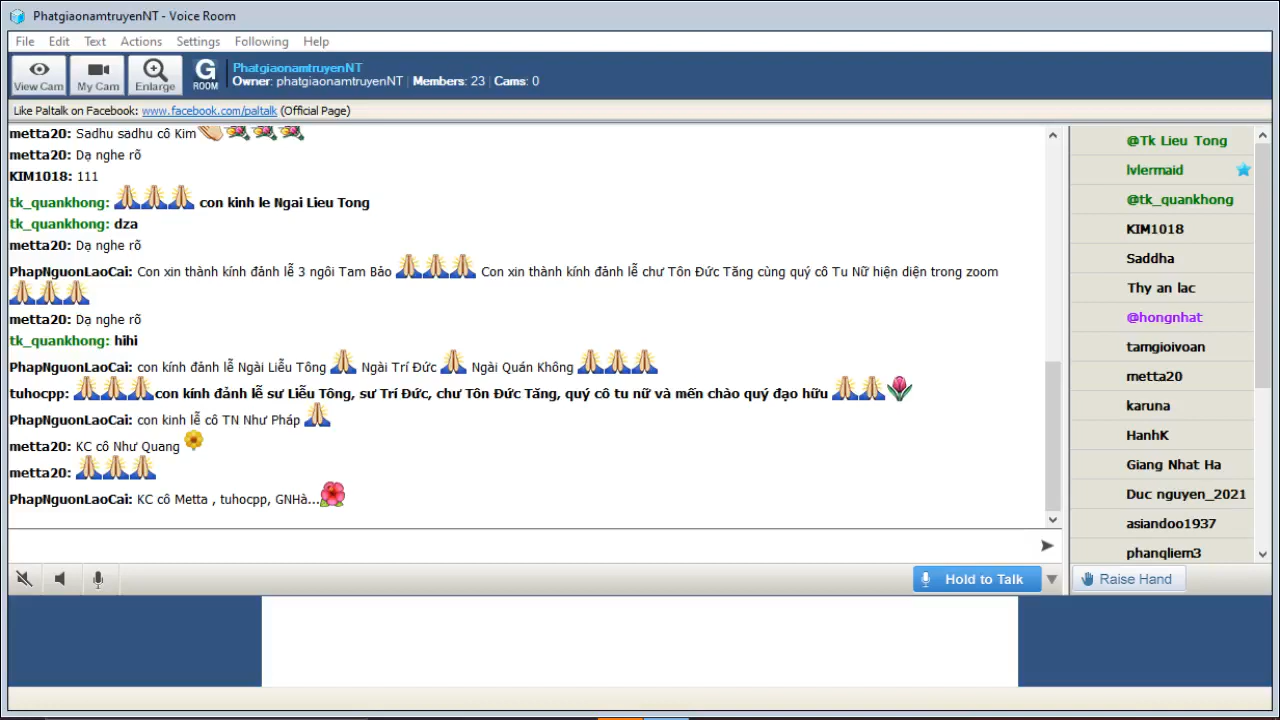 PhatgiaonamtruyenNT - Voice Room
File Edit Text Actions Settings Following Help
View Cam My Cam Enlarge G ROOM
PhatgiaonamtruyenNT
Owner: phatgiaonamtruyenNT Members: 23 Cams: 0
Like Paltalk on Facebook: www.facebook.com/paltalk (Official Page)
metta20: Sadhu sadhu cô Kim
metta20: Dạ nghe rõ
KIM1018: 111
tk_quankhong: con kinh le Ngai Lieu Tong
tk_quankhong: dza
metta20: Dạ nghe rõ
PhapNguonLaoCai: Con xin thành kính đảnh lễ 3 ngôi Tam Bảo Con xin thành kính đảnh lễ chư Tôn Đức Tăng cùng quý cô Tu Nữ hiện diện trong zoom
metta20: Dạ nghe rõ
tk_quankhong: hihi
PhapNguonLaoCai: con kính đảnh lễ Ngài Liễu Tông Ngài Trí Đức Ngài Quán Không
tuhocpp: con kính đảnh lễ sư Liễu Tông, sư Trí Đức, chư Tôn Đức Tăng, quý cô tu nữ và mến chào quý đạo hữu
PhapNguonLaoCai: con kinh lễ cô TN Như Pháp
metta20: KC cô Như Quang
metta20:
PhapNguonLaoCai: KC cô Metta , tuhocpp, GNHà...
@Tk Lieu Tong
lvlermaid
@tk_quankhong
KIM1018
Saddha
Thy an lac
@hongnhat
tamgioivoan
metta20
karuna
HanhK
Giang Nhat Ha
Duc nguyen_2021
asiandoo1937
phanqliem3
Hold to Talk
Raise Hand